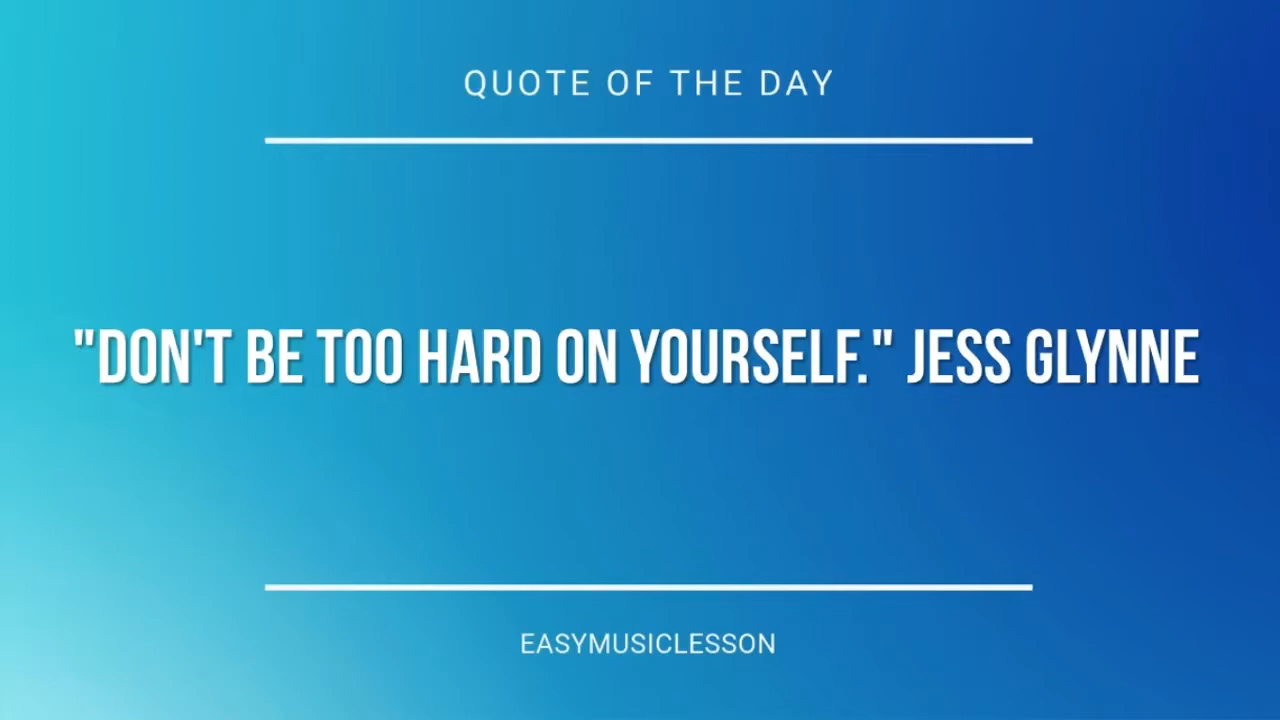 QUOTE OF THE DAY
"DON'T BE TOO HARD ON YOURSELF." JESS GLYNNE
EASYMUSICLESSON